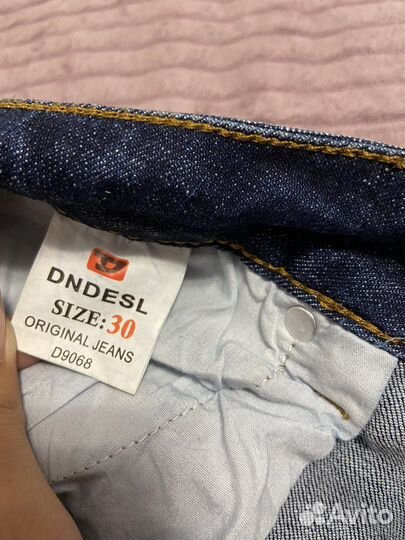 DNDESL
SIZE:30
ORIGINAL JEANS
D9068
Avito